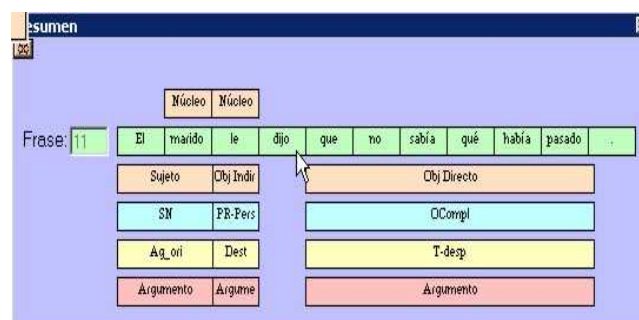 esumen
Núcleo Núcleo
Frase: 11 El marido le dijo que no sabía qué había pasado .
Sujeto Obj Indir Obj Directo
SN PR-Pers OCompl
Ag_ori Dest T-desp
Argumento Argume Argumento